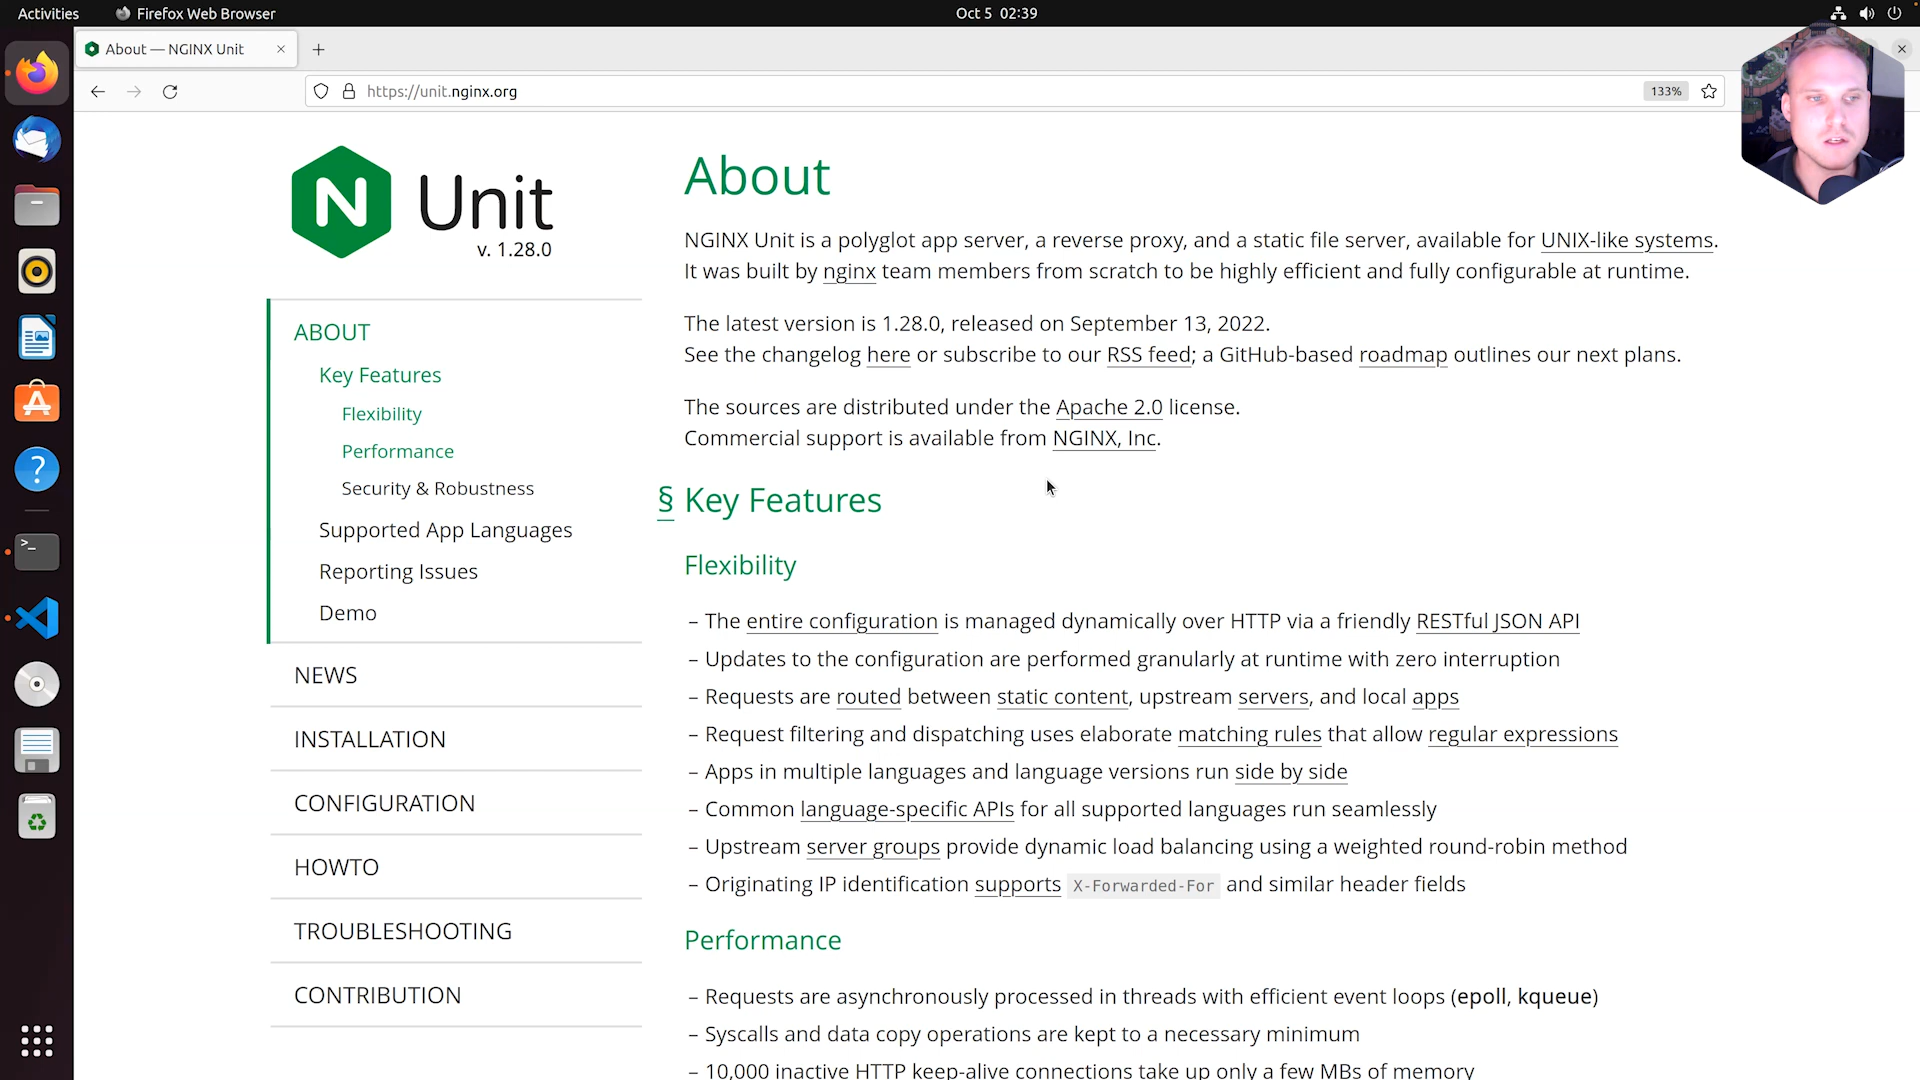 Activities
Firefox Web Browser
Oct 5 02:39
About — NGINX Unit
https://unit.nginx.org
133%
N Unit
v. 1.28.0
ABOUT
Key Features
Flexibility
Performance
Security & Robustness
Supported App Languages
Reporting Issues
Demo
NEWS
INSTALLATION
CONFIGURATION
HOWTO
TROUBLESHOOTING
CONTRIBUTION
About
NGINX Unit is a polyglot app server, a reverse proxy, and a static file server, available for UNIX-like systems.
It was built by nginx team members from scratch to be highly efficient and fully configurable at runtime.
The latest version is 1.28.0, released on September 13, 2022.
See the changelog here or subscribe to our RSS feed; a GitHub-based roadmap outlines our next plans.
The sources are distributed under the Apache 2.0 license.
Commercial support is available from NGINX, Inc.
§ Key Features
Flexibility
– The entire configuration is managed dynamically over HTTP via a friendly RESTful JSON API
– Updates to the configuration are performed granularly at runtime with zero interruption
– Requests are routed between static content, upstream servers, and local apps
– Request filtering and dispatching uses elaborate matching rules that allow regular expressions
– Apps in multiple languages and language versions run side by side
– Common language-specific APIs for all supported languages run seamlessly
– Upstream server groups provide dynamic load balancing using a weighted round-robin method
– Originating IP identification supports X-Forwarded-For and similar header fields
Performance
– Requests are asynchronously processed in threads with efficient event loops (epoll, kqueue)
– Syscalls and data copy operations are kept to a necessary minimum
– 10,000 inactive HTTP keep-alive connections take up only a few MBs of memory